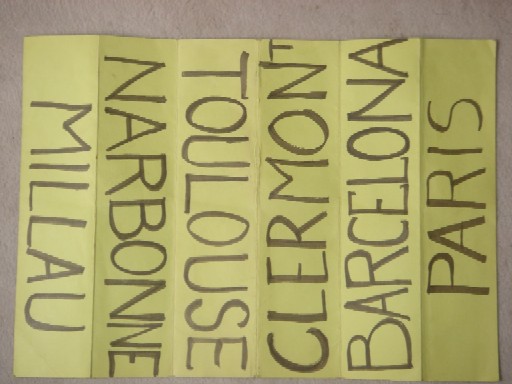 MILLAU
NARBONNE
TOULOUSE
CLERMONT
BARCELONA
PARIS